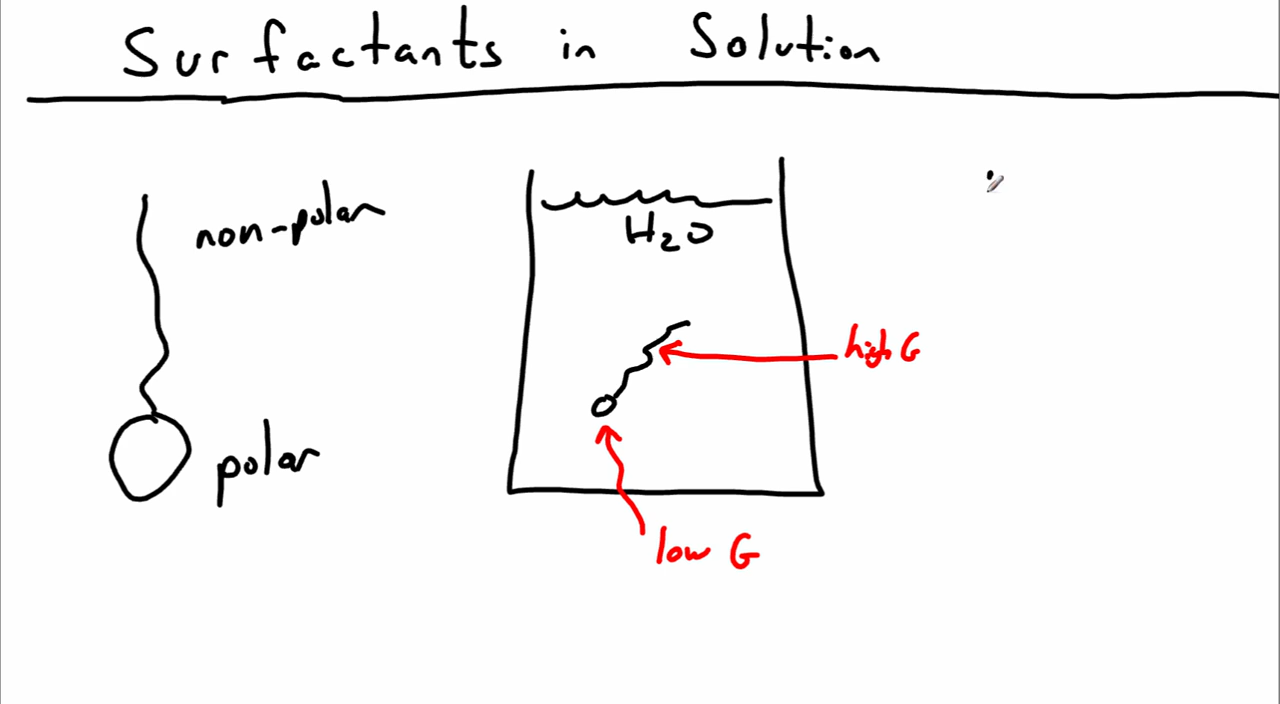 Surfactants in Solution
non-polar
H₂O
high G
polar
low G